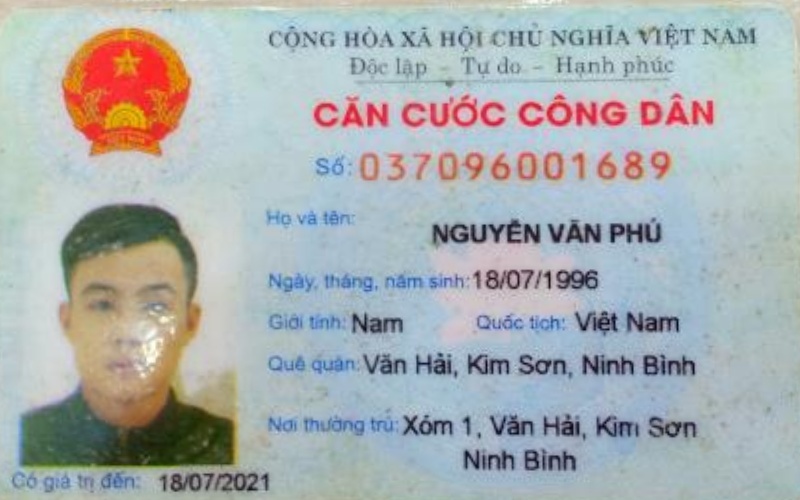 CỘNG HÒA XÃ HỘI CHỦ NGHĨA VIỆT NAM
Độc lập - Tự do - Hạnh phúc
CĂN CƯỚC CÔNG DÂN
Số: 037096001689
Họ và tên: NGUYỄN VĂN PHÚ
Ngày, tháng, năm sinh: 18/07/1996
Giới tính: Nam Quốc tịch: Việt Nam
Quê quán: Văn Hải, Kim Sơn, Ninh Bình
Nơi thường trú: Xóm 1, Văn Hải, Kim Sơn
Ninh Bình
Có giá trị đến: 18/07/2021